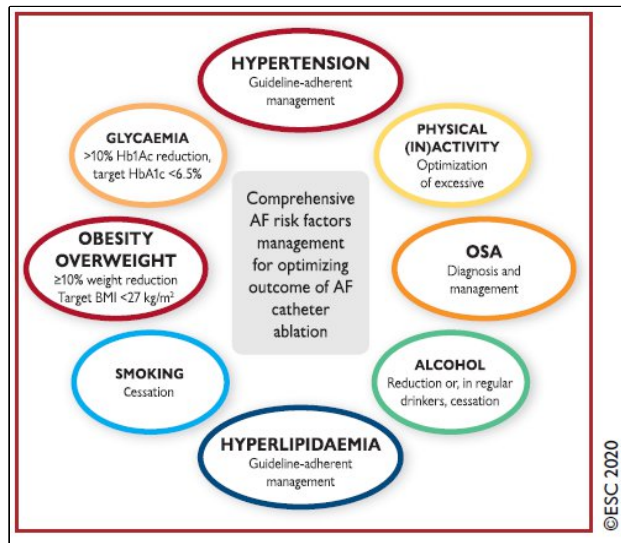 HYPERTENSION
Guideline-adherent
management
GLYCAEMIA
>10% Hb1Ac reduction,
target HbA1c <6.5%
PHYSICAL
(IN)ACTIVITY
Optimization
of excessive
Comprehensive
AF risk factors
management
for optimizing
outcome of AF
catheter
ablation
OBESITY
OVERWEIGHT
≥10% weight reduction
Target BMI <27 kg/m²
OSA
Diagnosis and
management
SMOKING
Cessation
ALCOHOL
Reduction or, in regular
drinkers, cessation
HYPERLIPIDAEMIA
Guideline-adherent
management
©ESC 2020